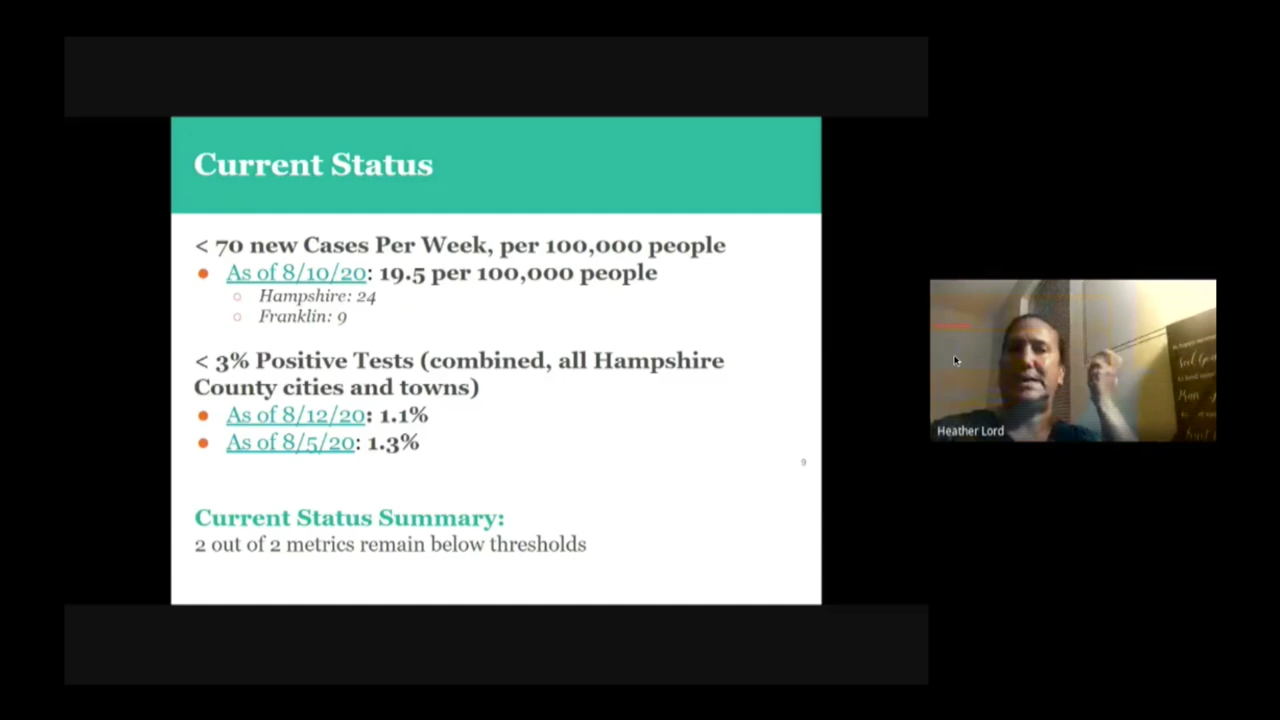 Current Status
< 70 new Cases Per Week, per 100,000 people
● As of 8/10/20: 19.5 per 100,000 people
○ Hampshire: 24
○ Franklin: 9
< 3% Positive Tests (combined, all Hampshire
County cities and towns)
● As of 8/12/20: 1.1%
● As of 8/5/20: 1.3%
9
Current Status Summary:
2 out of 2 metrics remain below thresholds
Heather Lord